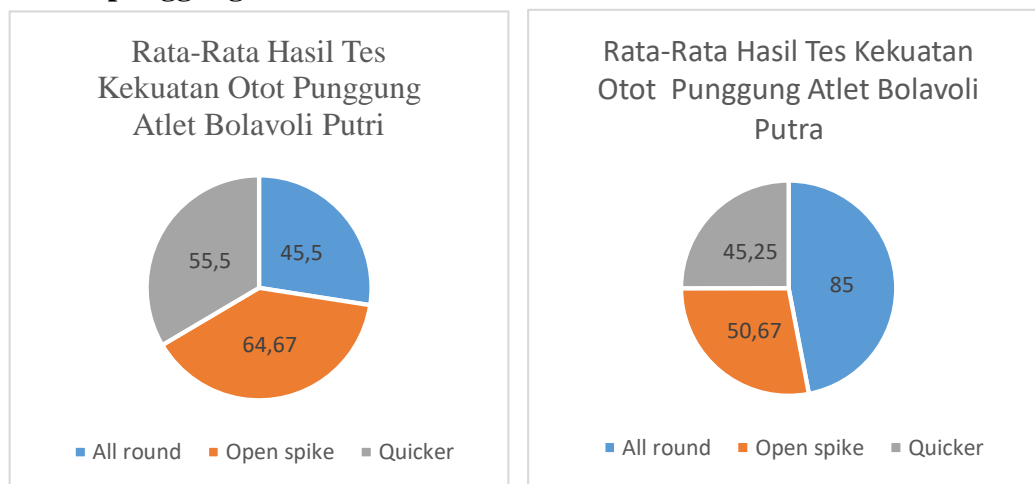 punggung
Rata-Rata Hasil Tes
Kekuatan Otot Punggung
Atlet Bolavoli Putri
55,5
45,5
64,67
All round
Open spike
Quicker
Rata-Rata Hasil Tes Kekuatan
Otot Punggung Atlet Bolavoli
Putra
45,25
85
50,67
All round
Open spike
Quicker